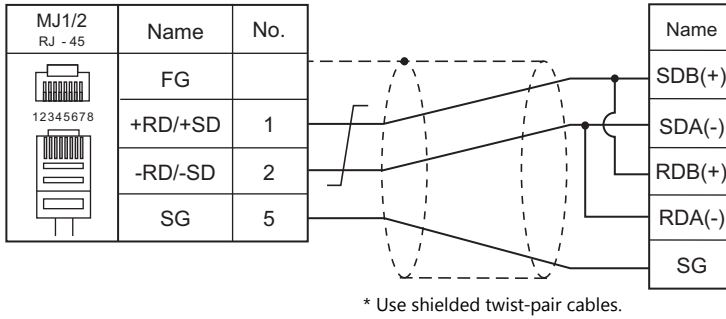 MJ1/2
RJ - 45
Name
No.
FG
12345678
+RD/+SD
1
-RD/-SD
2
SG
5
Name
SDB(+)
SDA(-)
RDB(+)
RDA(-)
SG
* Use shielded twist-pair cables.